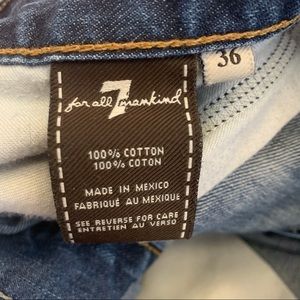 7
for all mankind
36
100% COTTON
100% COTON
MADE IN MEXICO
FABRIQUÉ AU MEXIQUE
SEE REVERSE FOR CARE
ENTRETIEN AU VERSO